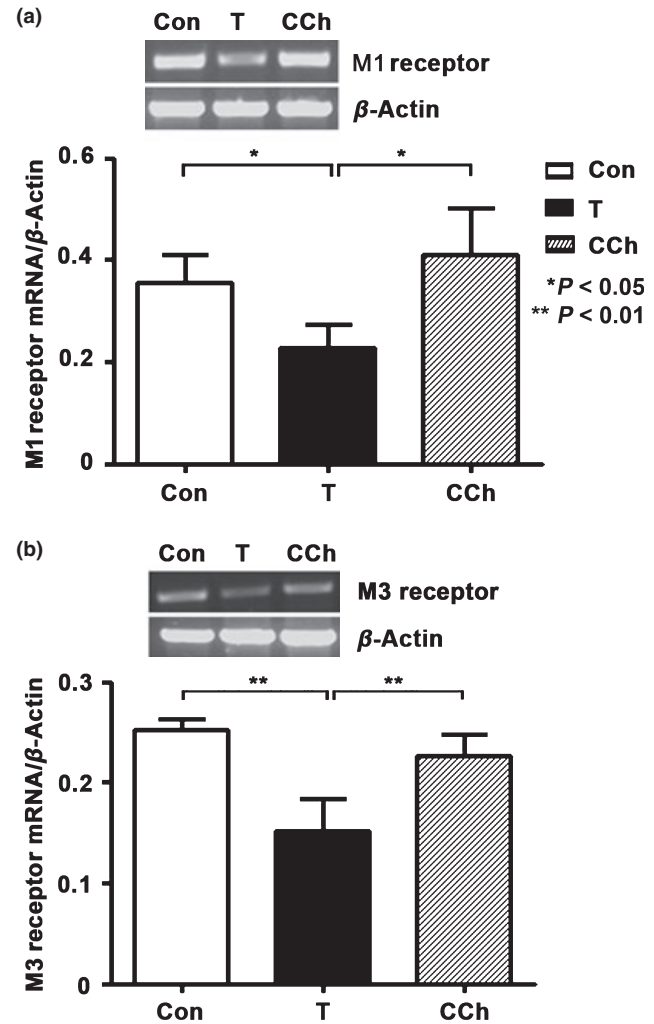 (a)
Con T CCh
M1 receptor
β-Actin
* *
M1 receptor mRNA/β-Actin
0.6
0.4
0.2
0
Con T CCh
Con
T
CCh
*P < 0.05
** P < 0.01
(b)
Con T CCh
M3 receptor
β-Actin
** **
M3 receptor mRNA/β-Actin
0.3
0.2
0.1
0
Con T CCh